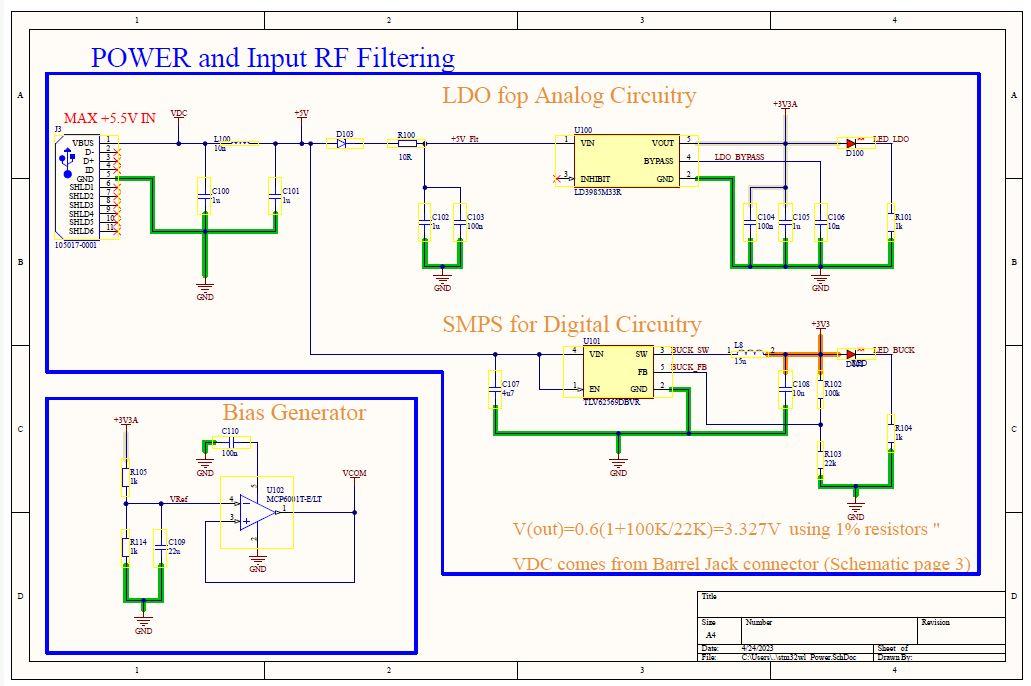 1 2 3 4
POWER and Input RF Filtering
A A
LDO fop Analog Circuitry
MAX +5.5V IN
VDC
+5V
+3V3A
J3
VBUS 1
D- 2
D+ 3
ID 4
GND 5
SHLD1 6
SHLD2 7
SHLD3 8
SHLD4 9
SHLD5 10
SHLD6 11
105017-0001
L100
10n
C100
1u
C101
1u
GND
D103
R100
10R
+5V_Flt
C102
1u
C103
100n
GND
U100
1 VIN VOUT 5
BYPASS 4
3 INHIBIT GND 2
LD3985M33R
LDO_BYPASS
D100
LED_LDO
C104
100n
C105
1u
C106
10n
R101
1k
GND
B B
SMPS for Digital Circuitry
+3V3
U101
4 VIN SW 3
FB 5
1 EN GND 2
TLV62569DBVR
BUCK_SW
BUCK_FB
L8
1 2
15u
LED_BUCK
C107
4u7
C108
10n
R102
100k
R103
22k
R104
1k
GND
GND
C C
Bias Generator
+3V3A
C110
100n
GND
R105
1k
VRef
R114
1k
C109
22u
U102
MCP6001T-E/LT
4
3
5
2
1
VCOM
GND
GND
V(out)=0.6(1+100K/22K)=3.327V using 1% resistors "
VDC comes from Barrel Jack connector (Schematic page 3)
D D
Title
Size Number Revision
A4
Date: 4/24/2023 Sheet of
File: C:\Users\..\stm32wl_Power.SchDoc Drawn By:
1 2 3 4